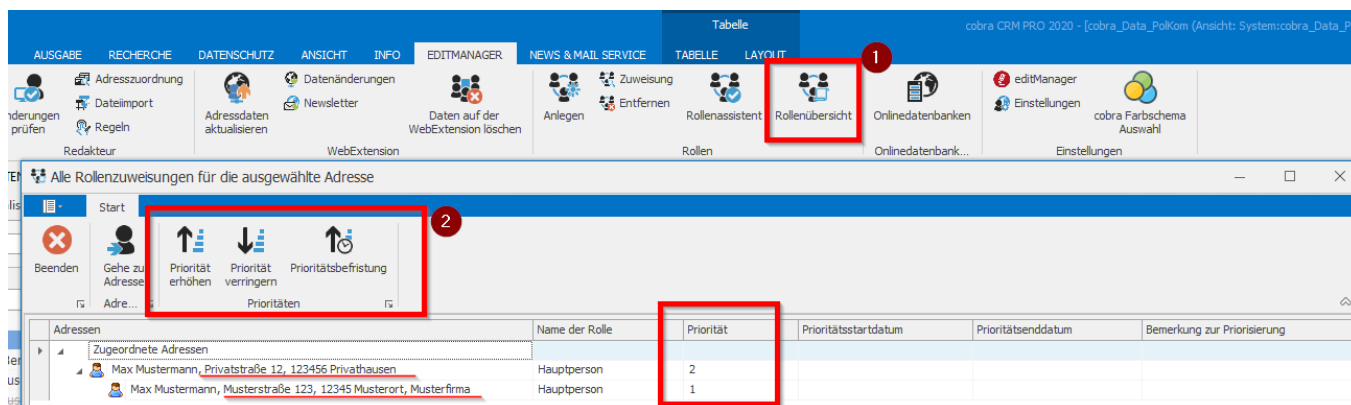 Tabelle
cobra CRM PRO 2020 - [cobra_Data_PolKom (Ansicht: System:cobra_Data_P
AUSGABE RECHERCHE DATENSCHUTZ ANSICHT INFO EDITMANAGER NEWS & MAIL SERVICE TABELLE LAYOUT
1
nderungen prüfen
Adresszuordnung
Dateiimport
Regeln
Redakteur
Adressdaten aktualisieren
Datenänderungen
Newsletter
Daten auf der WebExtension löschen
WebExtension
Anlegen
Zuweisung
Entfernen
Rollenassistent
Rollenübersicht
Rollen
Onlinedatenbanken
Onlinedatenbank...
editManager
Einstellungen
cobra Farbschema Auswahl
Einstellungen
Alle Rollenzuweisungen für die ausgewählte Adresse
Start
2
Beenden
Gehe zu Adresse
Adre...
Priorität erhöhen
Priorität verringern
Prioritätsbefristung
Prioritäten
Adressen Name der Rolle Priorität Prioritätsstartdatum Prioritätsenddatum Bemerkung zur Priorisierung
Zugeordnete Adressen
Max Mustermann, Privatstraße 12, 123456 Privathausen Hauptperson 2
Max Mustermann, Musterstraße 123, 12345 Musterort, Musterfirma Hauptperson 1